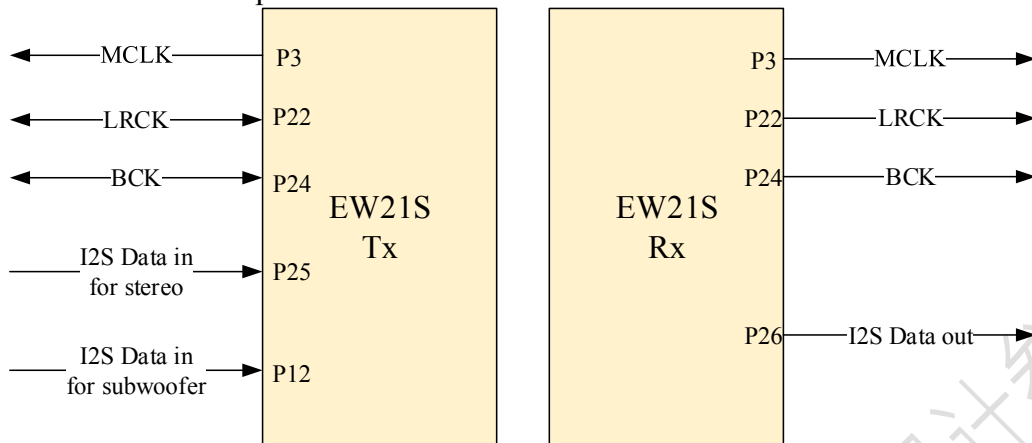 MCLK
P3
LRCK
P22
BCK
P24
EW21S
Tx
I2S Data in
for stereo
P25
I2S Data in
for subwoofer
P12
P3
MCLK
P22
LRCK
P24
BCK
EW21S
Rx
P26
I2S Data out